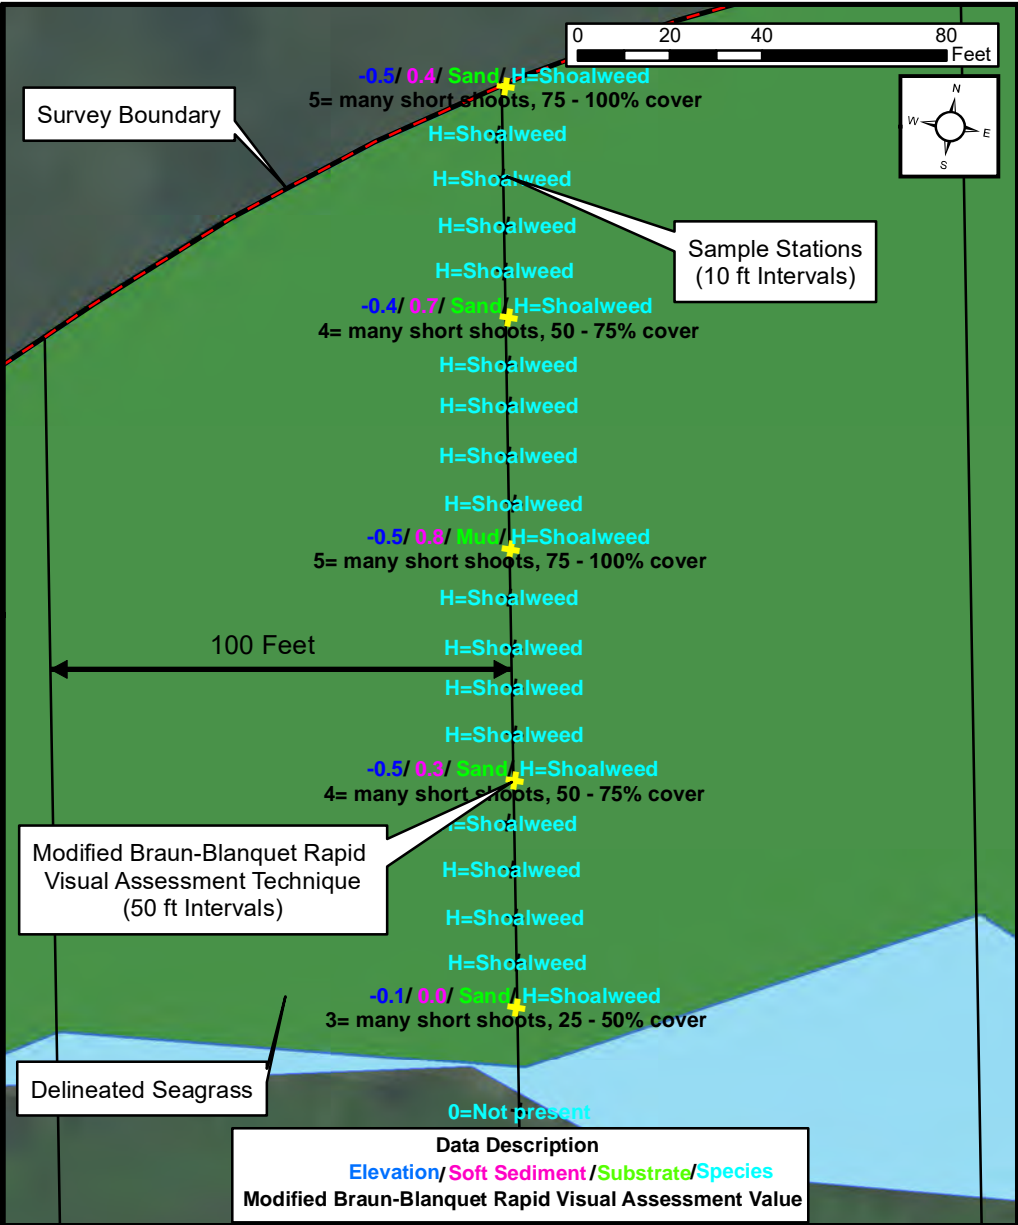 0 20 40 80
Feet
N
W E
S
-0.5/ 0.4/ Sand/ H=Shoalweed
5= many short shoots, 75 - 100% cover
Survey Boundary
H=Shoalweed
H=Shoalweed
H=Shoalweed
Sample Stations
(10 ft Intervals)
H=Shoalweed
-0.4/ 0.7/ Sand/ H=Shoalweed
4= many short shoots, 50 - 75% cover
H=Shoalweed
H=Shoalweed
H=Shoalweed
H=Shoalweed
-0.5/ 0.8/ Mud/ H=Shoalweed
5= many short shoots, 75 - 100% cover
H=Shoalweed
100 Feet
H=Shoalweed
H=Shoalweed
H=Shoalweed
-0.5/ 0.3/ Sand/ H=Shoalweed
4= many short shoots, 50 - 75% cover
H=Shoalweed
Modified Braun-Blanquet Rapid
Visual Assessment Technique
(50 ft Intervals)
H=Shoalweed
H=Shoalweed
H=Shoalweed
-0.1/ 0.0/ Sand/ H=Shoalweed
3= many short shoots, 25 - 50% cover
Delineated Seagrass
0=Not present
Data Description
Elevation/ Soft Sediment /Substrate/Species
Modified Braun-Blanquet Rapid Visual Assessment Value